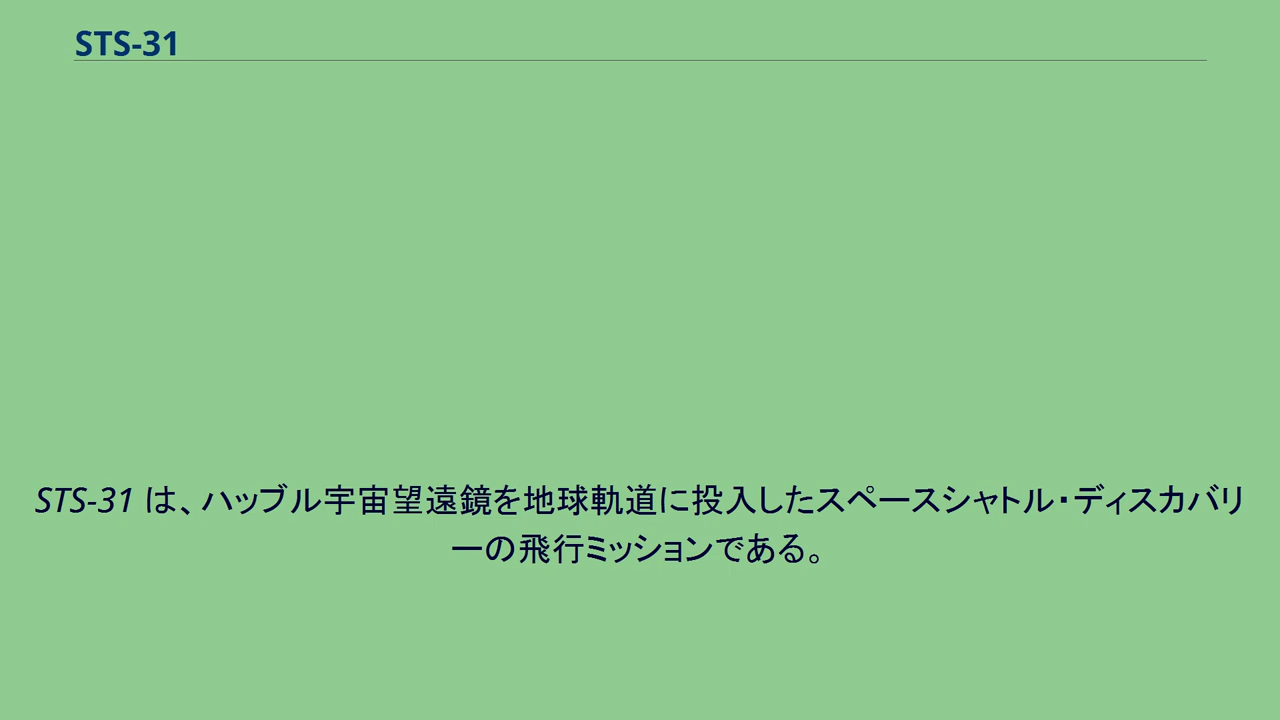 STS-31
STS-31 は、ハッブル宇宙望遠鏡を地球軌道に投入したスペースシャトル・ディスカバリ
ーの飛行ミッションである。